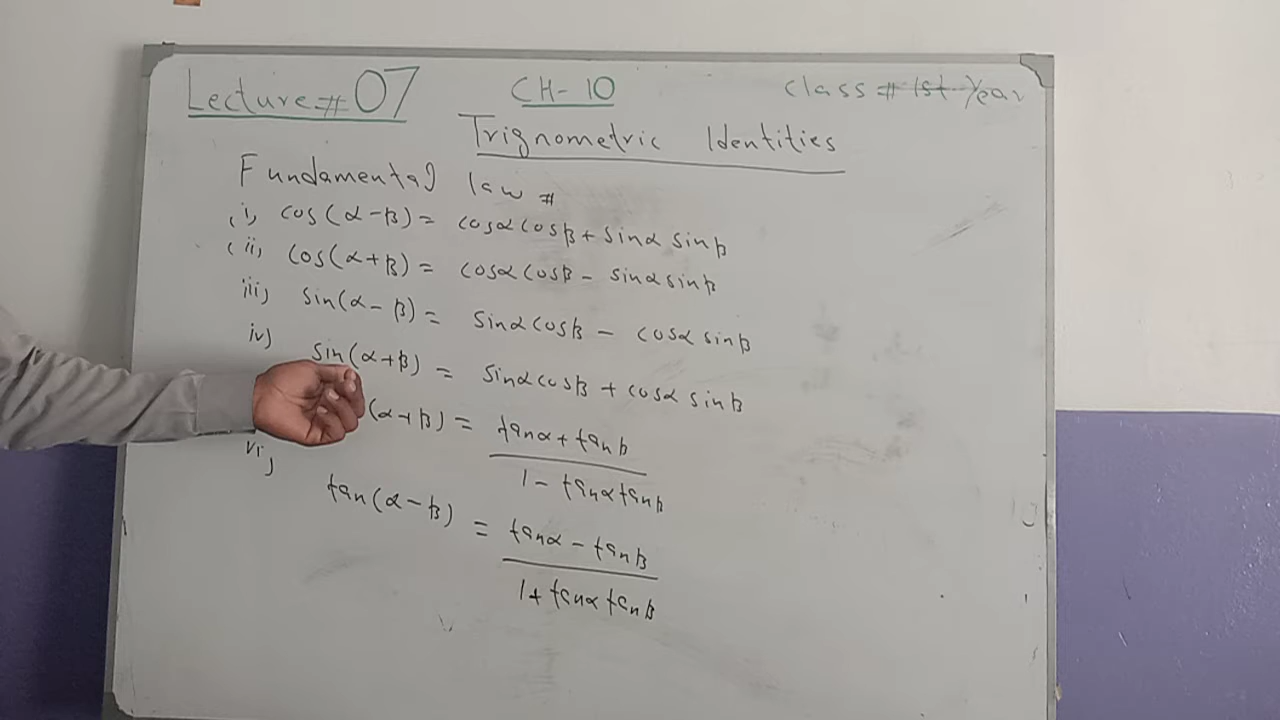 Lecture # 07 CH- 10 Class # 1st Year
Trignometric Identities
Fundamental law #
(i) cos(α-β) = cosα cosβ + sinα sinβ
(ii) cos(α+β) = cosα cosβ - sinα sinβ
iii) sin(α-β) = sinα cosβ - cosα sinβ
iv) sin(α+β) = sinα cosβ + cosα sinβ
(α+β) = tanα + tanβ
1 - tanα tanβ
vi) tan(α-β) = tanα - tanβ
1 + tanα tanβ